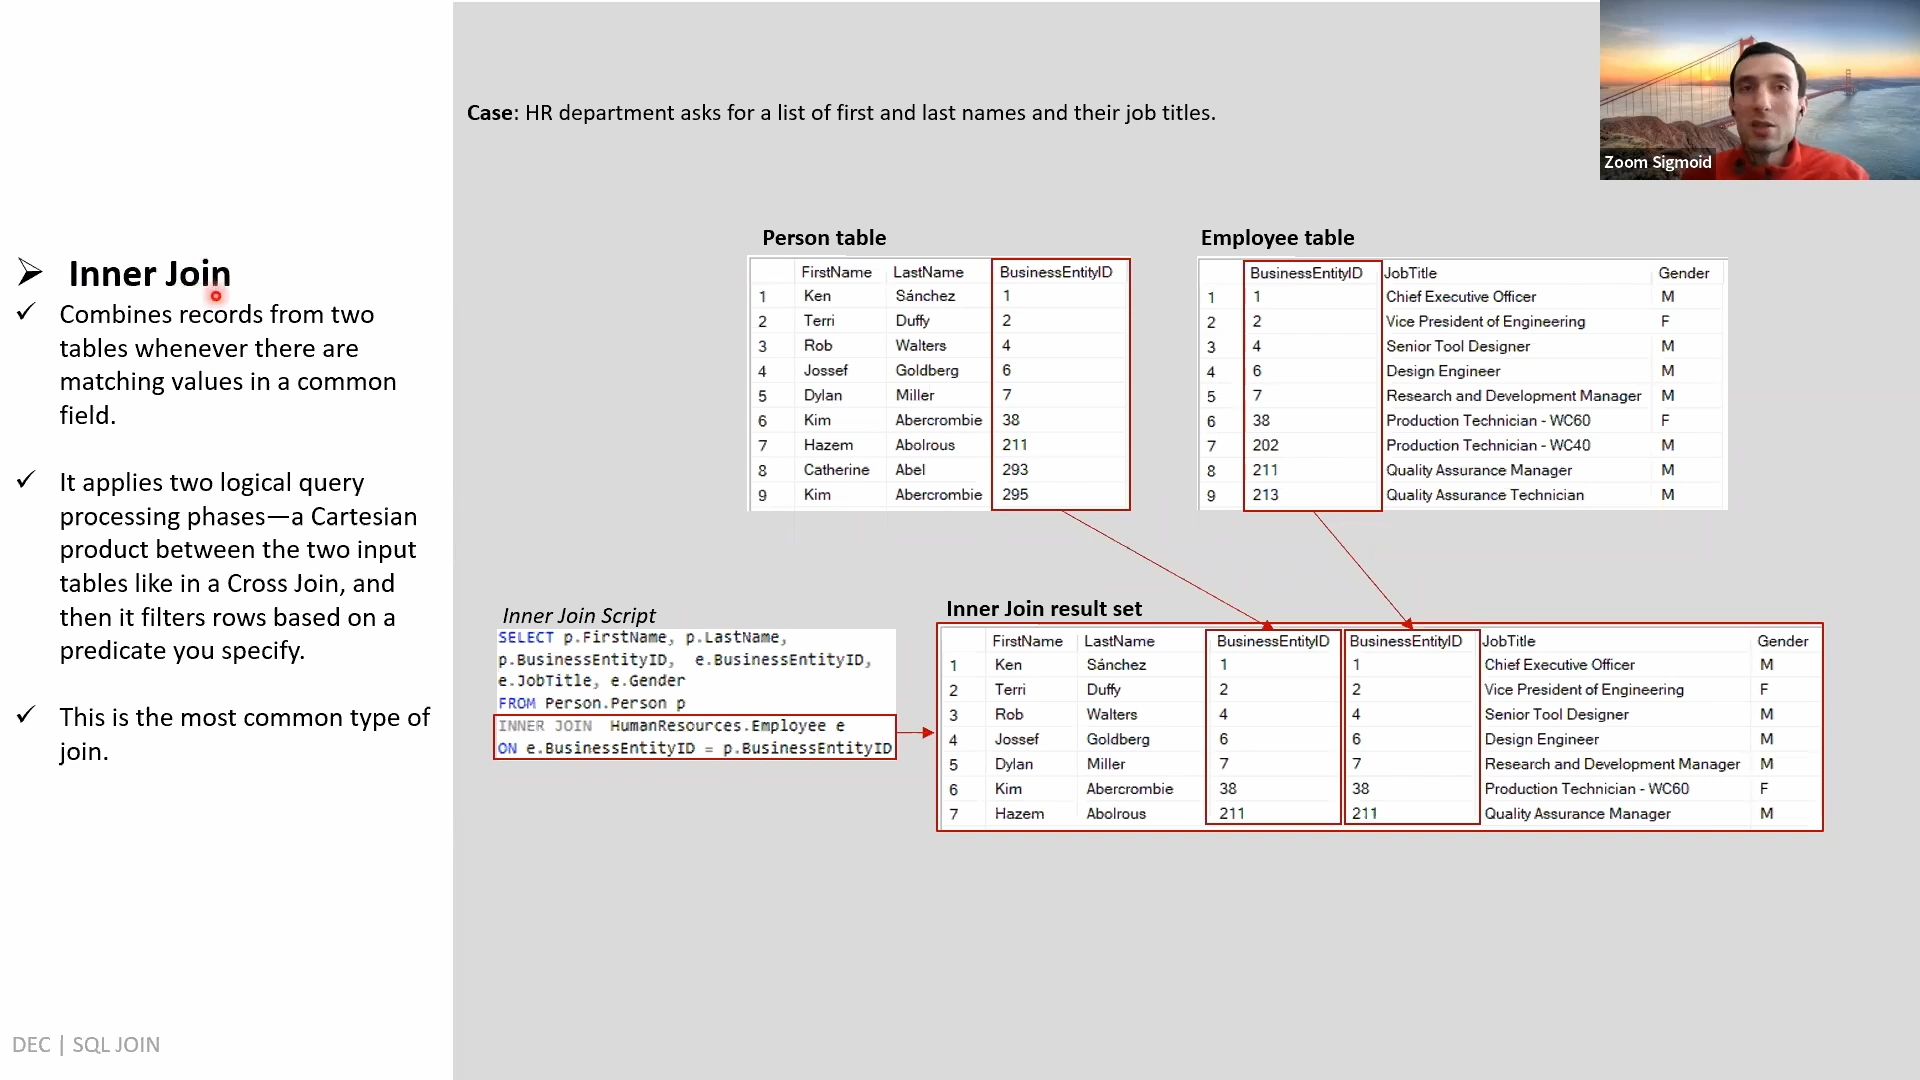 Case: HR department asks for a list of first and last names and their job titles.
Zoom Sigmoid
Inner Join
Combines records from two
tables whenever there are
matching values in a common
field.
It applies two logical query
processing phases—a Cartesian
product between the two input
tables like in a Cross Join, and
then it filters rows based on a
predicate you specify.
This is the most common type of
join.
Person table
FirstName LastName BusinessEntityID
1 Ken Sánchez 1
2 Terri Duffy 2
3 Rob Walters 4
4 Jossef Goldberg 6
5 Dylan Miller 7
6 Kim Abercrombie 38
7 Hazem Abolrous 211
8 Catherine Abel 293
9 Kim Abercrombie 295
Employee table
BusinessEntityID JobTitle Gender
1 1 Chief Executive Officer M
2 2 Vice President of Engineering F
3 4 Senior Tool Designer M
4 6 Design Engineer M
5 7 Research and Development Manager M
6 38 Production Technician - WC60 F
7 202 Production Technician - WC40 M
8 211 Quality Assurance Manager M
9 213 Quality Assurance Technician M
Inner Join Script
SELECT p.FirstName, p.LastName,
p.BusinessEntityID, e.BusinessEntityID,
e.JobTitle, e.Gender
FROM Person.Person p
INNER JOIN HumanResources.Employee e
ON e.BusinessEntityID = p.BusinessEntityID
Inner Join result set
FirstName LastName BusinessEntityID BusinessEntityID JobTitle Gender
1 Ken Sánchez 1 1 Chief Executive Officer M
2 Terri Duffy 2 2 Vice President of Engineering F
3 Rob Walters 4 4 Senior Tool Designer M
4 Jossef Goldberg 6 6 Design Engineer M
5 Dylan Miller 7 7 Research and Development Manager M
6 Kim Abercrombie 38 38 Production Technician - WC60 F
7 Hazem Abolrous 211 211 Quality Assurance Manager M
DEC | SQL JOIN